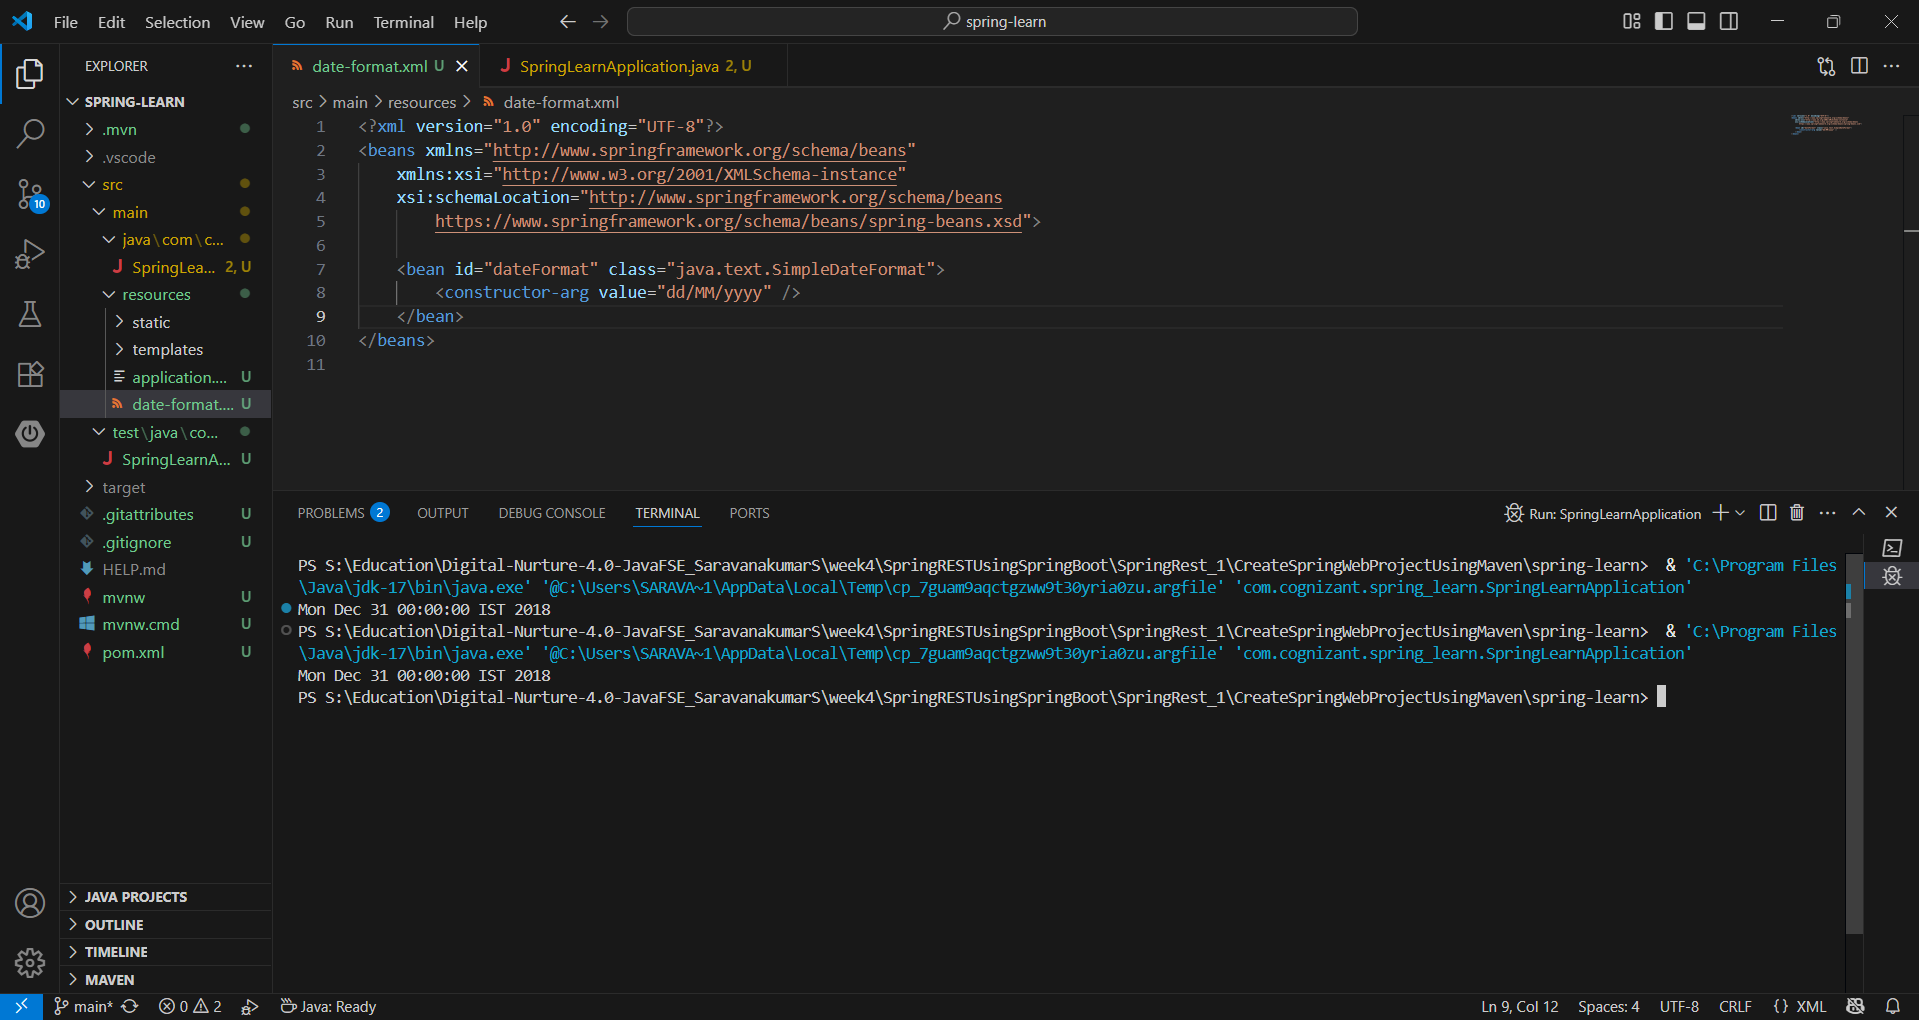 File Edit Selection View Go Run Terminal Help
spring-learn
EXPLORER
SPRING-LEARN
.mvn
.vscode
src
main
java\com\c...
SpringLea... 2, U
resources
static
templates
application.... U
date-format.... U
test\java\co...
SpringLearnA... U
target
.gitattributes U
.gitignore U
HELP.md
mvnw U
mvnw.cmd U
pom.xml U
JAVA PROJECTS
OUTLINE
TIMELINE
MAVEN
10
date-format.xml U
SpringLearnApplication.java 2, U
src > main > resources > date-format.xml
1 <?xml version="1.0" encoding="UTF-8"?>
2 <beans xmlns="http://www.springframework.org/schema/beans"
3 xmlns:xsi="http://www.w3.org/2001/XMLSchema-instance"
4 xsi:schemaLocation="http://www.springframework.org/schema/beans
5 https://www.springframework.org/schema/beans/spring-beans.xsd">
6
7 <bean id="dateFormat" class="java.text.SimpleDateFormat">
8 <constructor-arg value="dd/MM/yyyy" />
9 </bean>
10 </beans>
11
PROBLEMS 2 OUTPUT DEBUG CONSOLE TERMINAL PORTS
Run: SpringLearnApplication
PS S:\Education\Digital-Nurture-4.0-JavaFSE_SaravanakumarS\week4\SpringRESTUsingSpringBoot\SpringRest_1\CreateSpringWebProjectUsingMaven\spring-learn> & 'C:\Program Files
\Java\jdk-17\bin\java.exe' '@C:\Users\SARAVA~1\AppData\Local\Temp\cp_7guam9aqctgzww9t30yria0zu.argfile' 'com.cognizant.spring_learn.SpringLearnApplication'
Mon Dec 31 00:00:00 IST 2018
PS S:\Education\Digital-Nurture-4.0-JavaFSE_SaravanakumarS\week4\SpringRESTUsingSpringBoot\SpringRest_1\CreateSpringWebProjectUsingMaven\spring-learn> & 'C:\Program Files
\Java\jdk-17\bin\java.exe' '@C:\Users\SARAVA~1\AppData\Local\Temp\cp_7guam9aqctgzww9t30yria0zu.argfile' 'com.cognizant.spring_learn.SpringLearnApplication'
Mon Dec 31 00:00:00 IST 2018
PS S:\Education\Digital-Nurture-4.0-JavaFSE_SaravanakumarS\week4\SpringRESTUsingSpringBoot\SpringRest_1\CreateSpringWebProjectUsingMaven\spring-learn>
main* 0 2 Java: Ready
Ln 9, Col 12 Spaces: 4 UTF-8 CRLF {} XML